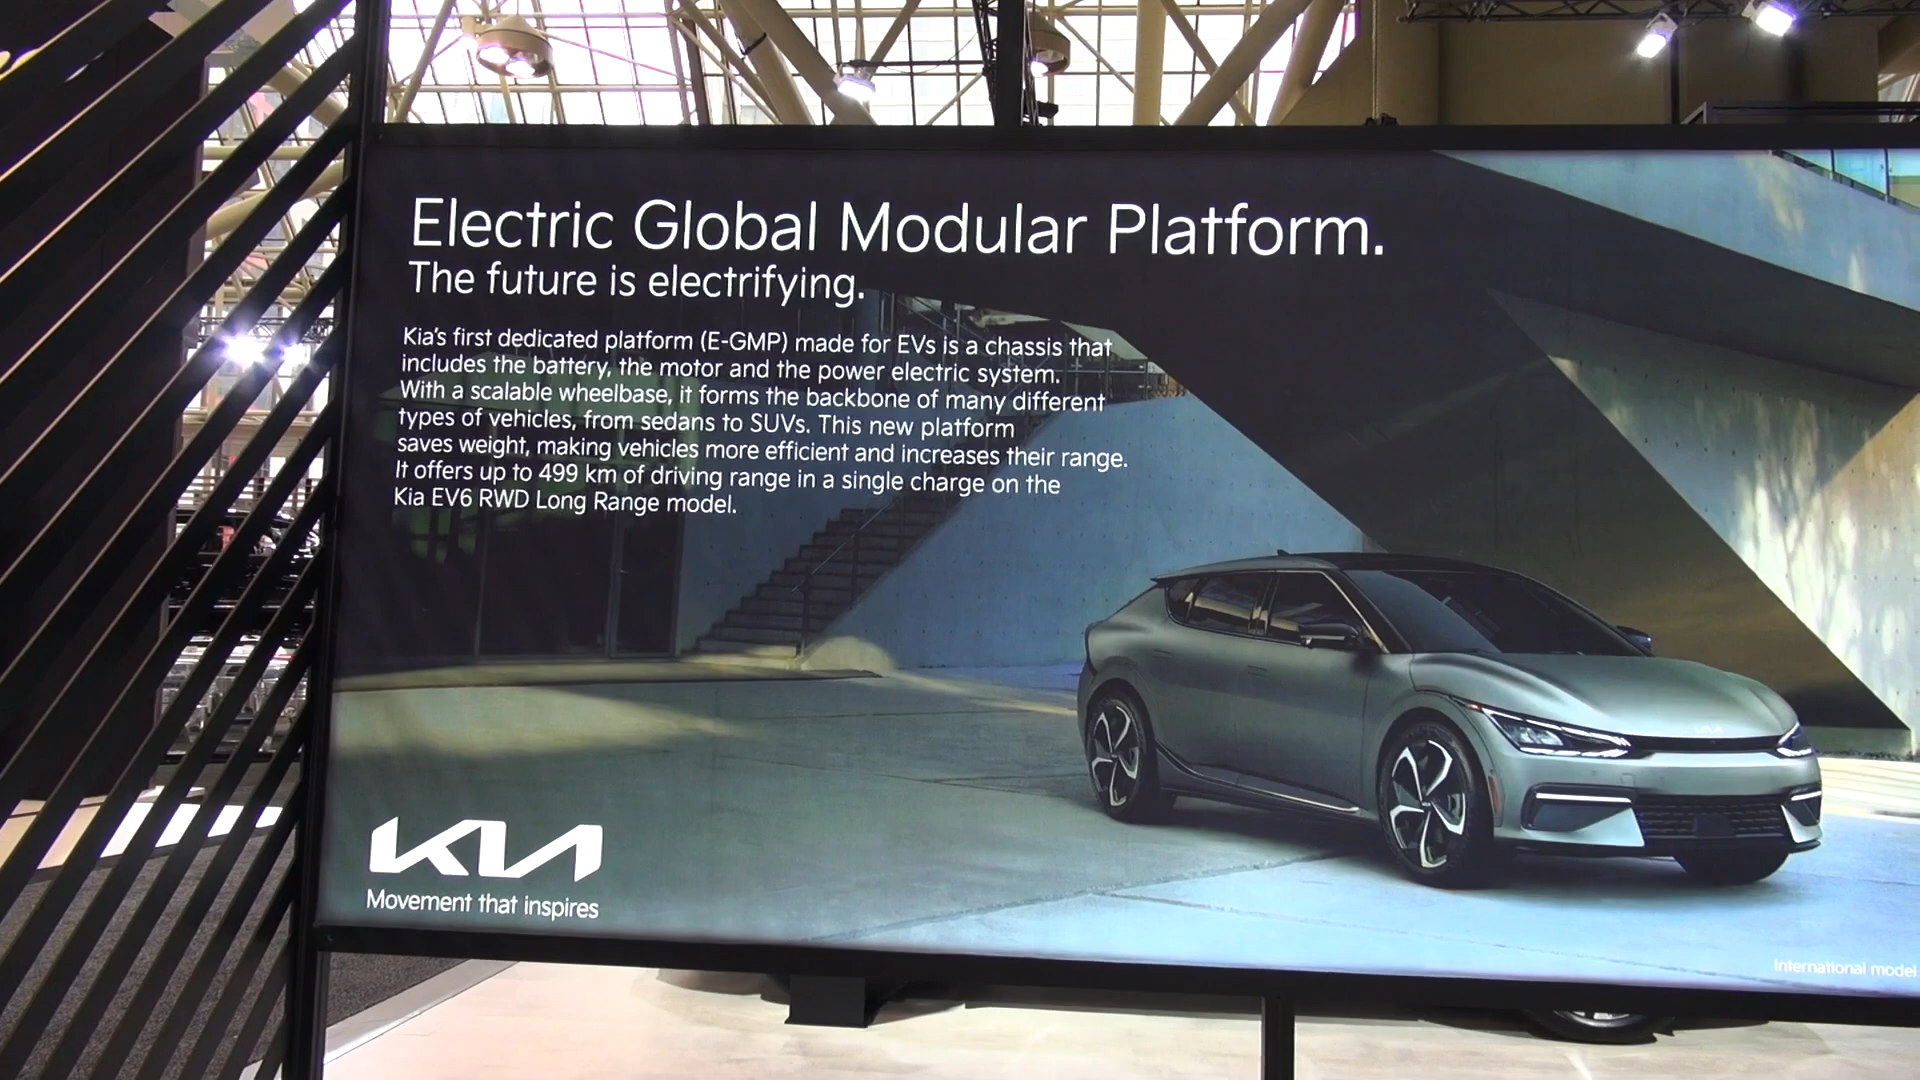 Electric Global Modular Platform.
The future is electrifying.
Kia's first dedicated platform (E-GMP) made for EVs is a chassis that
includes the battery, the motor and the power electric system.
With a scalable wheelbase, it forms the backbone of many different
types of vehicles, from sedans to SUVs. This new platform
saves weight, making vehicles more efficient and increases their range.
It offers up to 499 km of driving range in a single charge on the
Kia EV6 RWD Long Range model.
KIA
Movement that inspires
International model